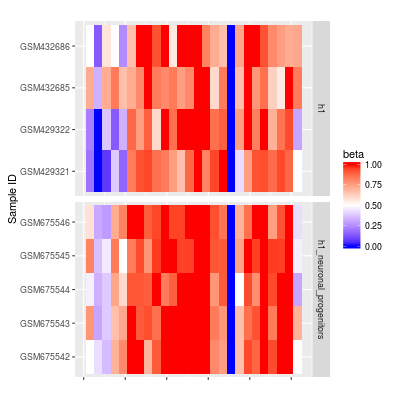 Sample ID
GSM432686
GSM432685
GSM429322
GSM429321
h1
GSM675546
GSM675545
GSM675544
GSM675543
GSM675542
h1_neuronal_progenitors
beta
1.00
0.75
0.50
0.25
0.00